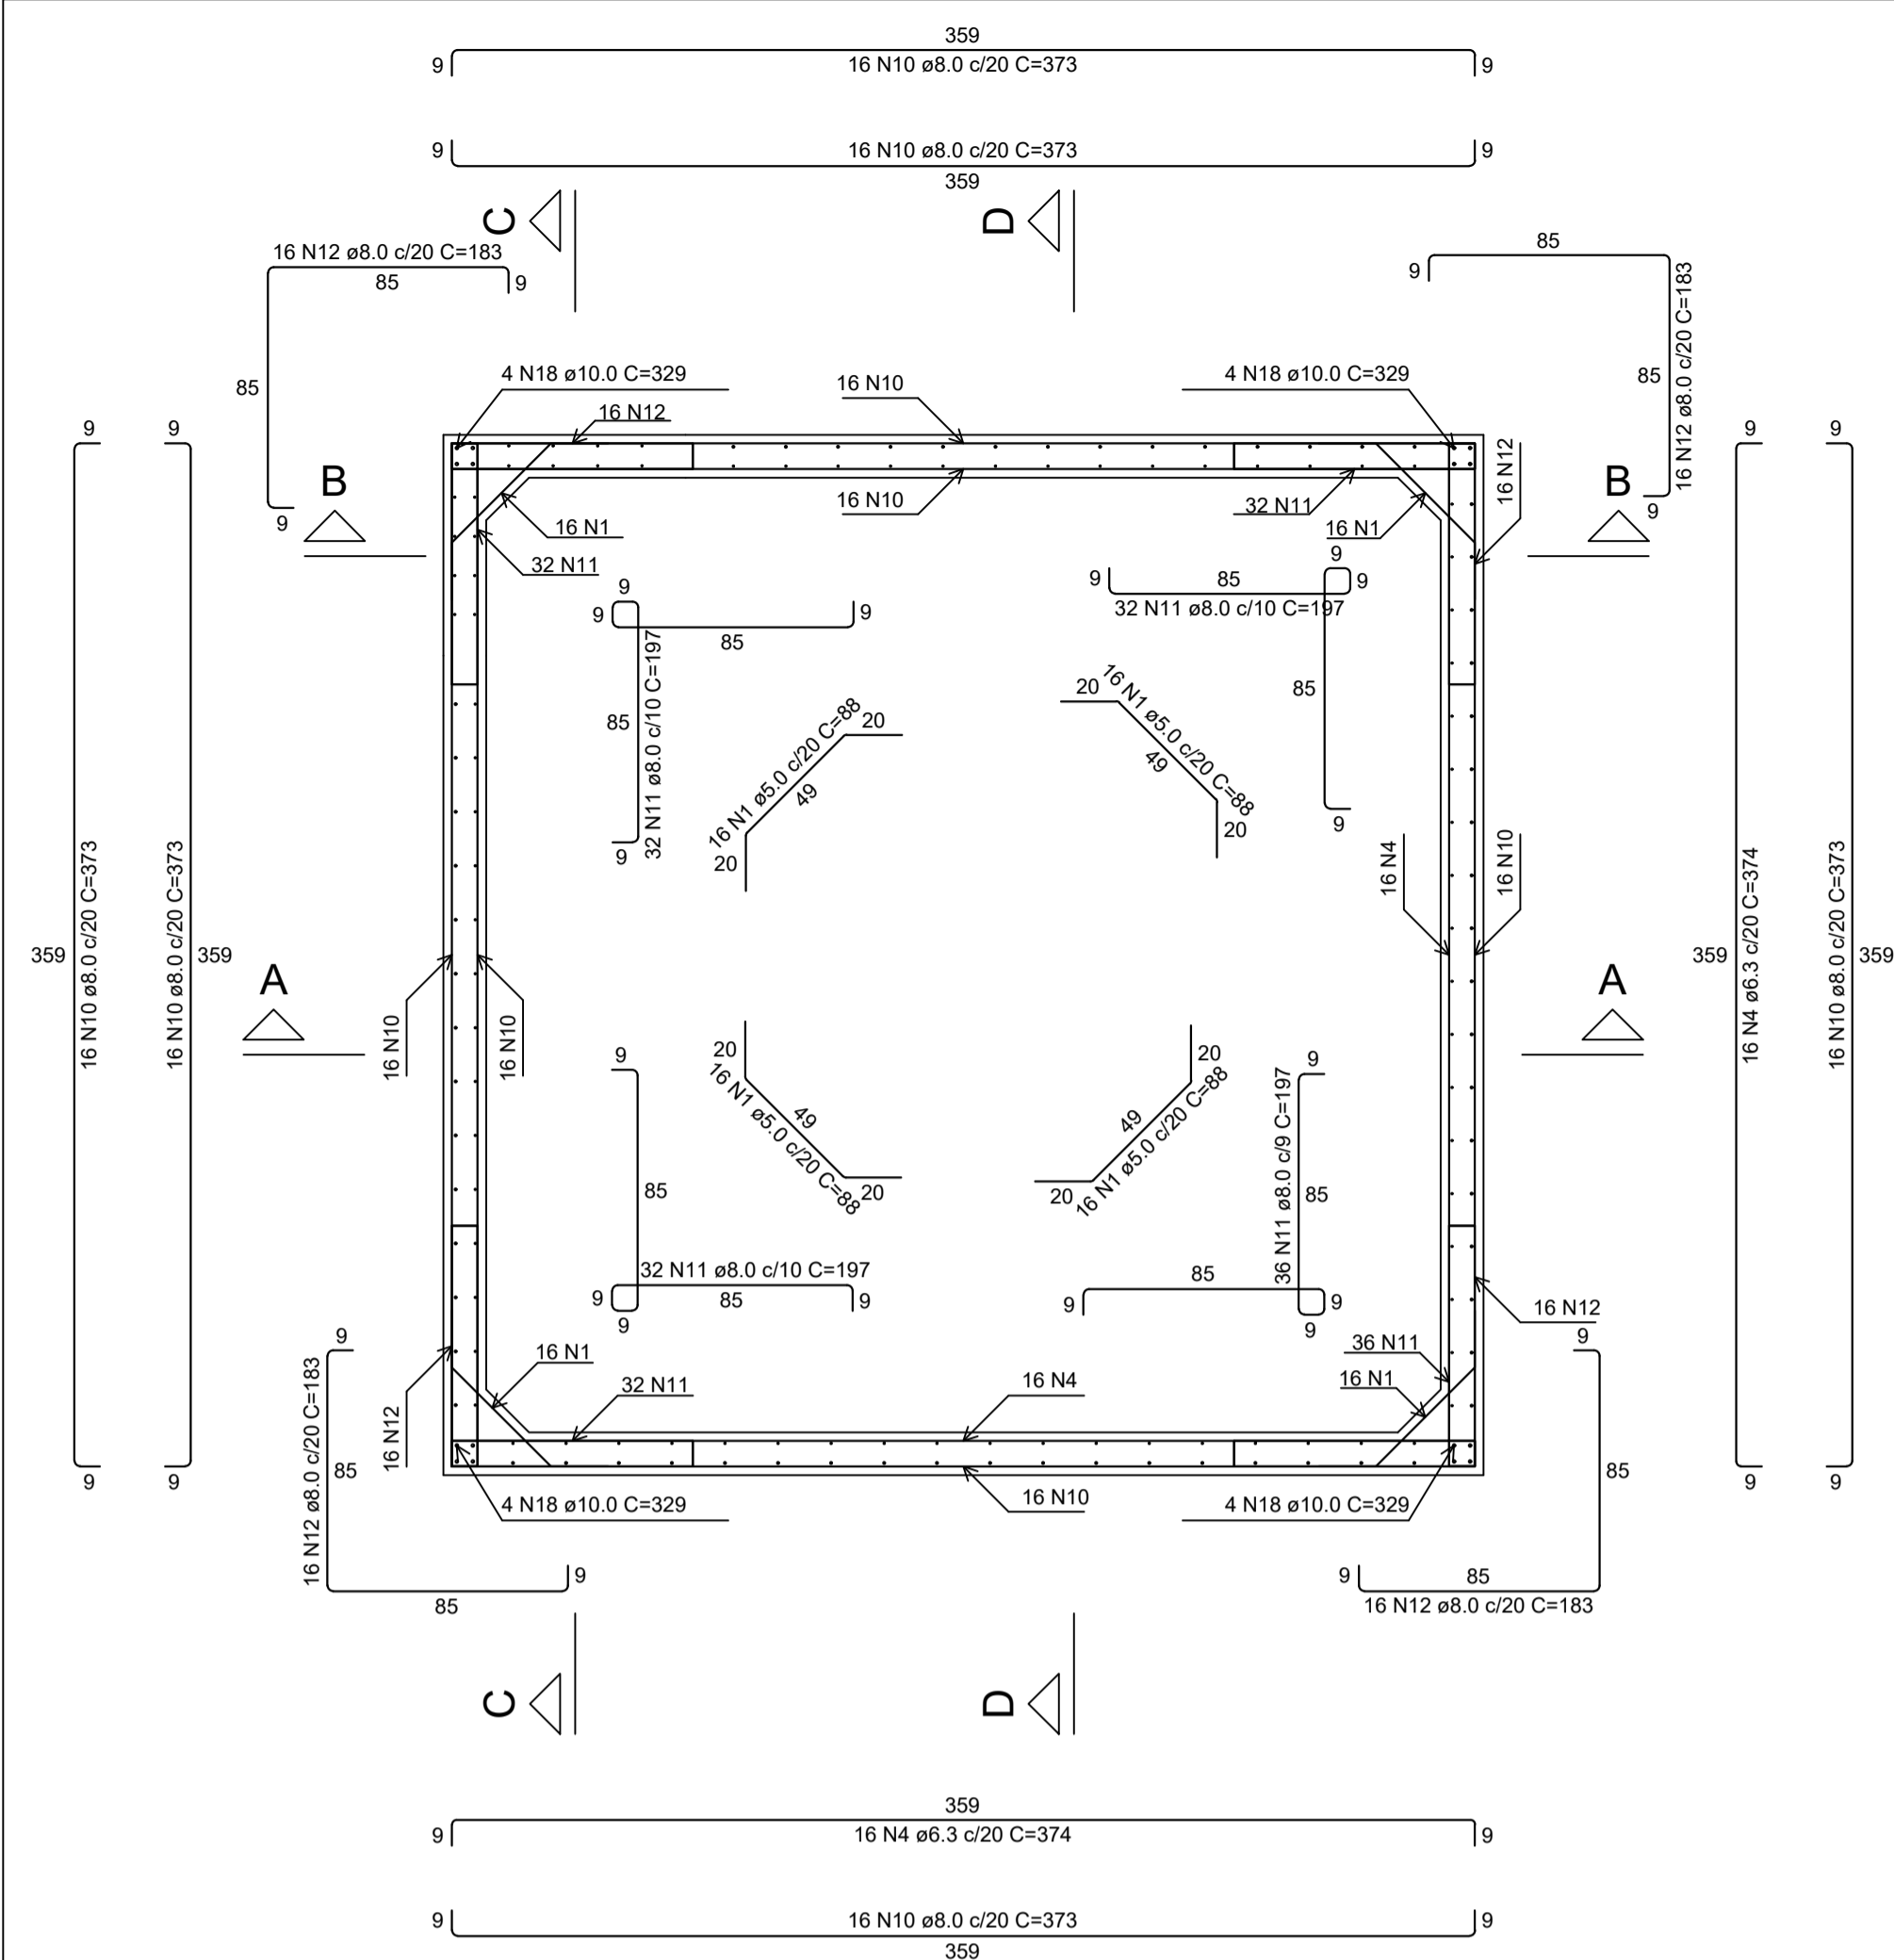 359
9
16 N10 ø8.0 c/20 C=373
9
9
16 N10 ø8.0 c/20 C=373
9
359
C
D
16 N12 ø8.0 c/20 C=183
85
9
85
9
85
9
85
16 N12 ø8.0 c/20 C=183
9
4 N18 ø10.0 C=329
16 N10
4 N18 ø10.0 C=329
16 N12
16 N12
B
B
16 N10
32 N11
16 N1
16 N1
32 N11
9
9
9
9
359
16 N10 ø8.0 c/20 C=373
16 N10 ø8.0 c/20 C=373
359
9
9
9
9
9
9
85
85
32 N11 ø8.0 c/10 C=197
9
9
85
9
9
32 N11 ø8.0 c/10 C=197
85
9
20
16 N1 ø5.0 c/20 C=88
49
20
20
16 N1 ø5.0 c/20 C=88
49
20
16 N4
16 N10
A
A
16 N10
16 N10
359
16 N4 ø6.3 c/20 C=374
16 N10 ø8.0 c/20 C=373
359
9
9
9
9
20
16 N1 ø5.0 c/20 C=88
49
20
20
49
16 N1 ø5.0 c/20 C=88
20
9
85
32 N11 ø8.0 c/10 C=197
9
85
9
9
9
36 N11 ø8.0 c/9 C=197
85
85
9
9
9
16 N12
16 N1
32 N11
16 N4
36 N11
16 N1
16 N12
9
16 N12 ø8.0 c/20 C=183
85
9
85
9
85
9
85
16 N12 ø8.0 c/20 C=183
4 N18 ø10.0 C=329
16 N10
4 N18 ø10.0 C=329
C
D
359
9
16 N4 ø6.3 c/20 C=374
9
9
16 N10 ø8.0 c/20 C=373
9
359